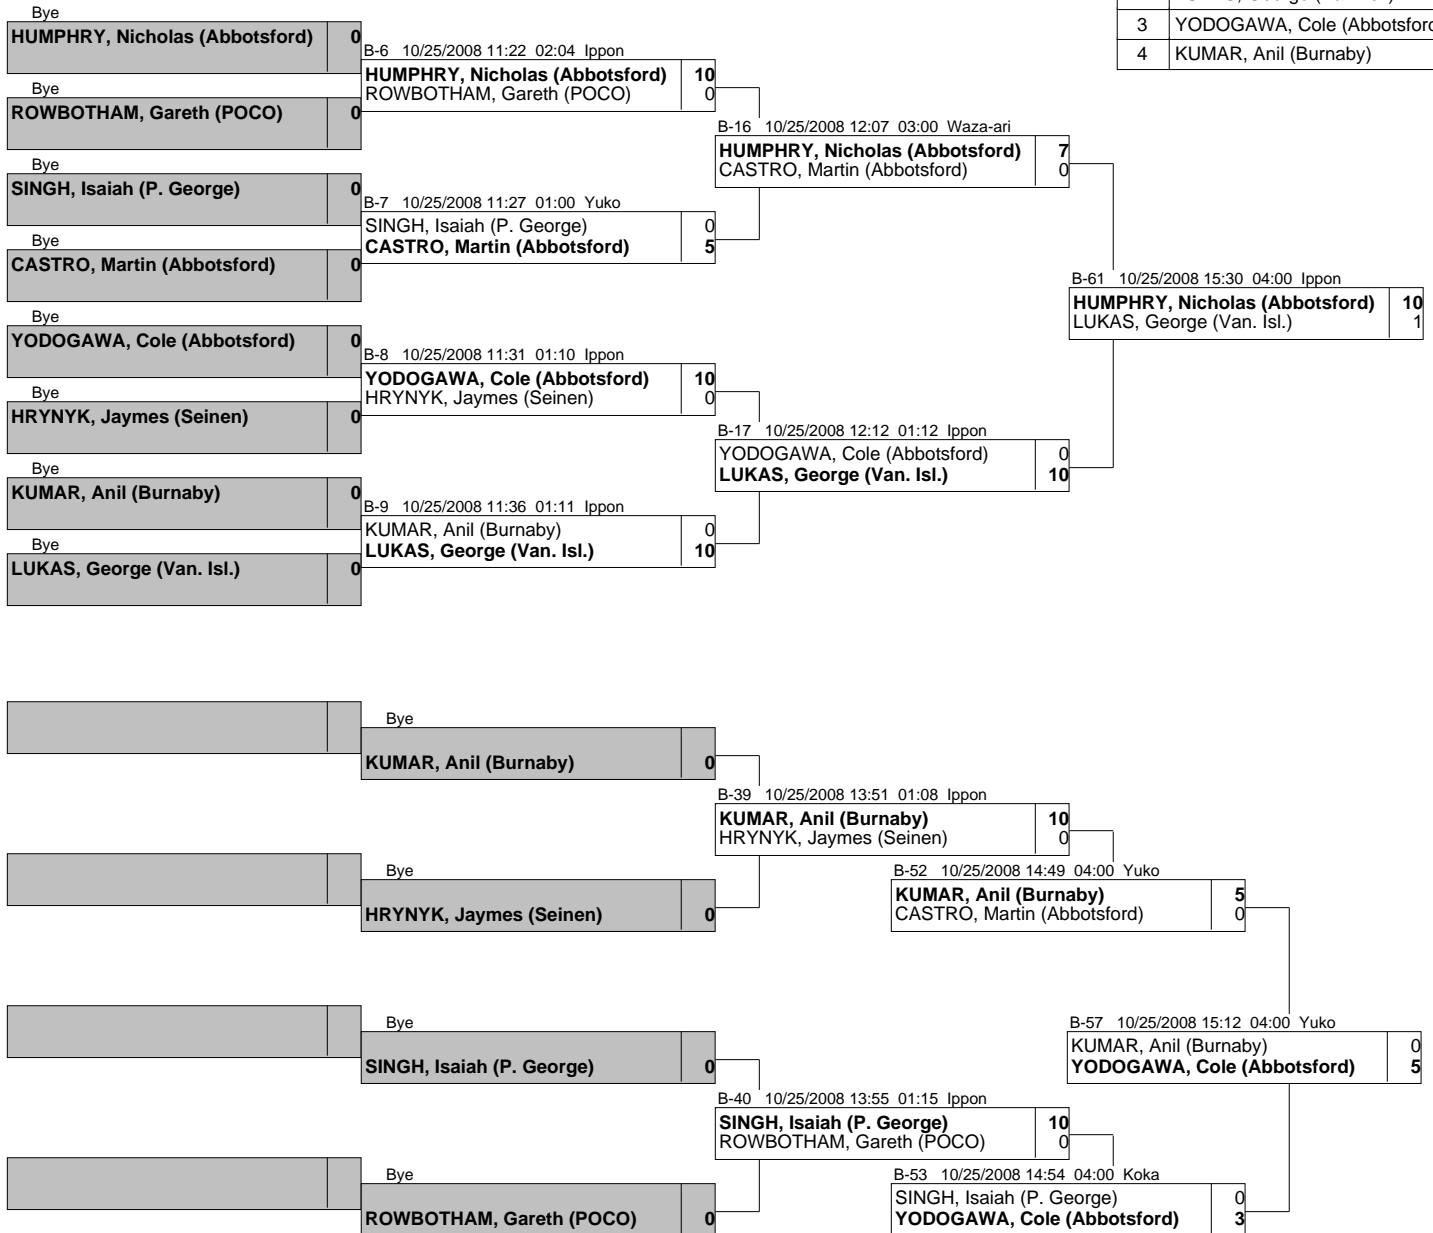 3 YODOGAWA, Cole (Abbotsford
4 KUMAR, Anil (Burnaby)
Bye
HUMPHRY, Nicholas (Abbotsford) 0
Bye
ROWBOTHAM, Gareth (POCO) 0
Bye
SINGH, Isaiah (P. George) 0
Bye
CASTRO, Martin (Abbotsford) 0
Bye
YODOGAWA, Cole (Abbotsford) 0
Bye
HRYNYK, Jaymes (Seinen) 0
Bye
KUMAR, Anil (Burnaby) 0
Bye
LUKAS, George (Van. Isl.) 0
B-6 10/25/2008 11:22 02:04 Ippon
HUMPHRY, Nicholas (Abbotsford) 10
ROWBOTHAM, Gareth (POCO) 0
B-7 10/25/2008 11:27 01:00 Yuko
SINGH, Isaiah (P. George) 0
CASTRO, Martin (Abbotsford) 5
B-8 10/25/2008 11:31 01:10 Ippon
YODOGAWA, Cole (Abbotsford) 10
HRYNYK, Jaymes (Seinen) 0
B-9 10/25/2008 11:36 01:11 Ippon
KUMAR, Anil (Burnaby) 0
LUKAS, George (Van. Isl.) 10
B-16 10/25/2008 12:07 03:00 Waza-ari
HUMPHRY, Nicholas (Abbotsford) 7
CASTRO, Martin (Abbotsford) 0
B-17 10/25/2008 12:12 01:12 Ippon
YODOGAWA, Cole (Abbotsford) 0
LUKAS, George (Van. Isl.) 10
B-61 10/25/2008 15:30 04:00 Ippon
HUMPHRY, Nicholas (Abbotsford) 10
LUKAS, George (Van. Isl.) 1
Bye
KUMAR, Anil (Burnaby) 0
Bye
HRYNYK, Jaymes (Seinen) 0
Bye
SINGH, Isaiah (P. George) 0
Bye
ROWBOTHAM, Gareth (POCO) 0
B-39 10/25/2008 13:51 01:08 Ippon
KUMAR, Anil (Burnaby) 10
HRYNYK, Jaymes (Seinen) 0
B-40 10/25/2008 13:55 01:15 Ippon
SINGH, Isaiah (P. George) 10
ROWBOTHAM, Gareth (POCO) 0
B-52 10/25/2008 14:49 04:00 Yuko
KUMAR, Anil (Burnaby) 5
CASTRO, Martin (Abbotsford) 0
B-53 10/25/2008 14:54 04:00 Koka
SINGH, Isaiah (P. George) 0
YODOGAWA, Cole (Abbotsford) 3
B-57 10/25/2008 15:12 04:00 Yuko
KUMAR, Anil (Burnaby) 0
YODOGAWA, Cole (Abbotsford) 5